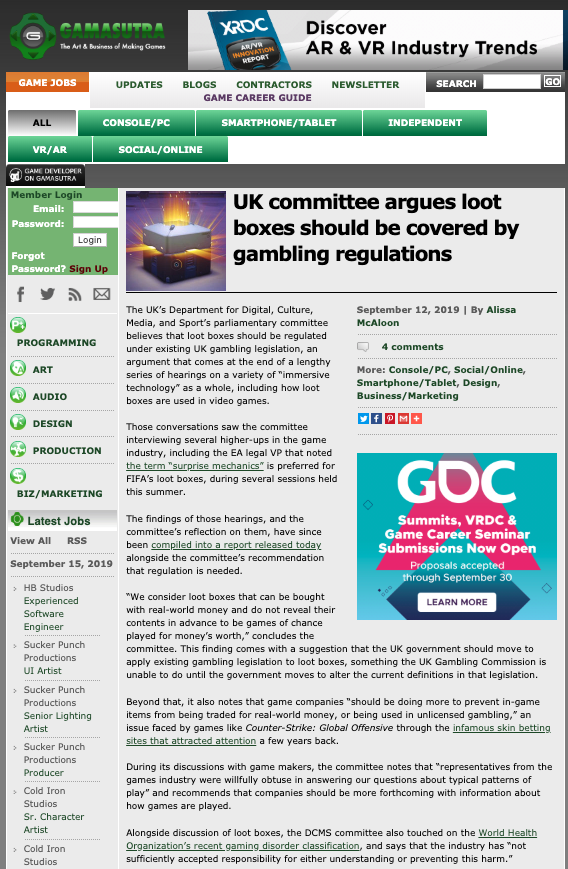 GAMASUTRA
The Art & Business of Making Games
XRDC
AR/VR
INNOVATION
REPORT
Discover
AR & VR Industry Trends
GAME JOBS
UPDATES BLOGS CONTRACTORS NEWSLETTER
GAME CAREER GUIDE
SEARCH GO
ALL CONSOLE/PC SMARTPHONE/TABLET INDEPENDENT
VR/AR SOCIAL/ONLINE
gd GAME DEVELOPER
ON GAMASUTRA
Member Login
Email:
Password:
Login
Forgot
Password? Sign Up
PROGRAMMING
ART
AUDIO
DESIGN
PRODUCTION
BIZ/MARKETING
Latest Jobs
View All RSS
September 15, 2019
HB Studios
Experienced
Software
Engineer
Sucker Punch
Productions
UI Artist
Sucker Punch
Productions
Senior Lighting
Artist
Sucker Punch
Productions
Producer
Cold Iron
Studios
Sr. Character
Artist
Cold Iron
Studios
UK committee argues loot
boxes should be covered by
gambling regulations
September 12, 2019 | By Alissa
McAloon
4 comments
More: Console/PC, Social/Online,
Smartphone/Tablet, Design,
Business/Marketing
GDC
Summits, VRDC &
Game Career Seminar
Submissions Now Open
Proposals accepted
through September 30
LEARN MORE
The UK's Department for Digital, Culture,
Media, and Sport's parliamentary committee
believes that loot boxes should be regulated
under existing UK gambling legislation, an
argument that comes at the end of a lengthy
series of hearings on a variety of "immersive
technology" as a whole, including how loot
boxes are used in video games.
Those conversations saw the committee
interviewing several higher-ups in the game
industry, including the EA legal VP that noted
the term "surprise mechanics" is preferred for
FIFA's loot boxes, during several sessions held
this summer.
The findings of those hearings, and the
committee's reflection on them, have since
been compiled into a report released today
alongside the committee's recommendation
that regulation is needed.
"We consider loot boxes that can be bought
with real-world money and do not reveal their
contents in advance to be games of chance
played for money's worth," concludes the
committee. This finding comes with a suggestion that the UK government should move to
apply existing gambling legislation to loot boxes, something the UK Gambling Commission is
unable to do until the government moves to alter the current definitions in that legislation.
Beyond that, it also notes that game companies "should be doing more to prevent in-game
items from being traded for real-world money, or being used in unlicensed gambling," an
issue faced by games like Counter-Strike: Global Offensive through the infamous skin betting
sites that attracted attention a few years back.
During its discussions with game makers, the committee notes that "representatives from the
games industry were willfully obtuse in answering our questions about typical patterns of
play" and recommends that companies should be more forthcoming with information about
how games are played.
Alongside discussion of loot boxes, the DCMS committee also touched on the World Health
Organization's recent gaming disorder classification, and says that the industry has "not
sufficiently accepted responsibility for either understanding or preventing this harm."